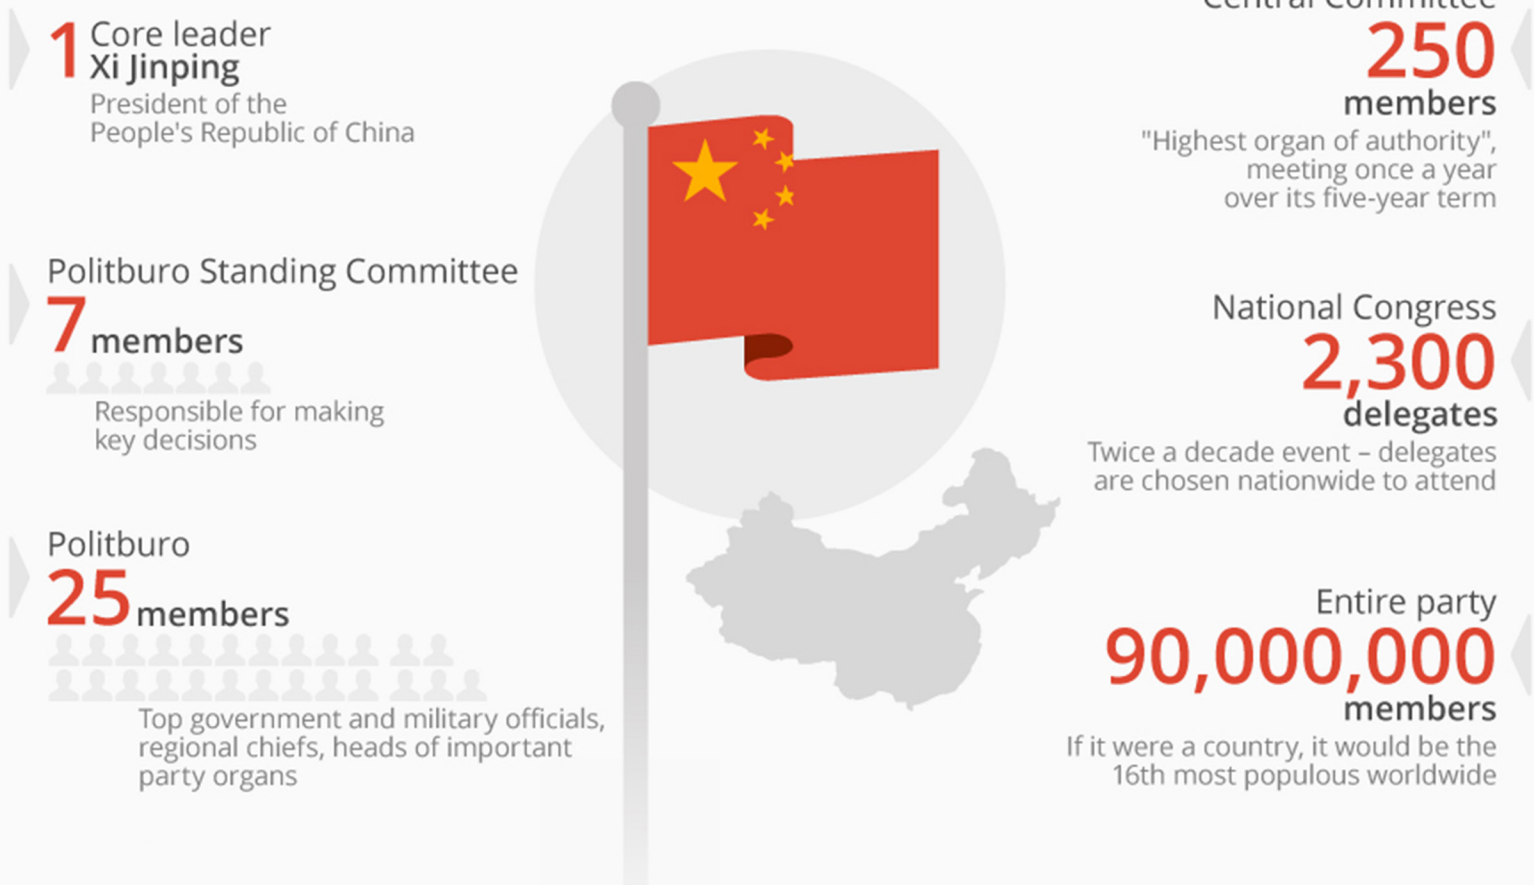 1 Core leader
Xi Jinping
President of the
People's Republic of China
Politburo Standing Committee
7 members
Responsible for making
key decisions
Politburo
25 members
Top government and military officials,
regional chiefs, heads of important
party organs
Central Committee
250
members
"Highest organ of authority",
meeting once a year
over its five-year term
National Congress
2,300
delegates
Twice a decade event – delegates
are chosen nationwide to attend
Entire party
90,000,000
members
If it were a country, it would be the
16th most populous worldwide